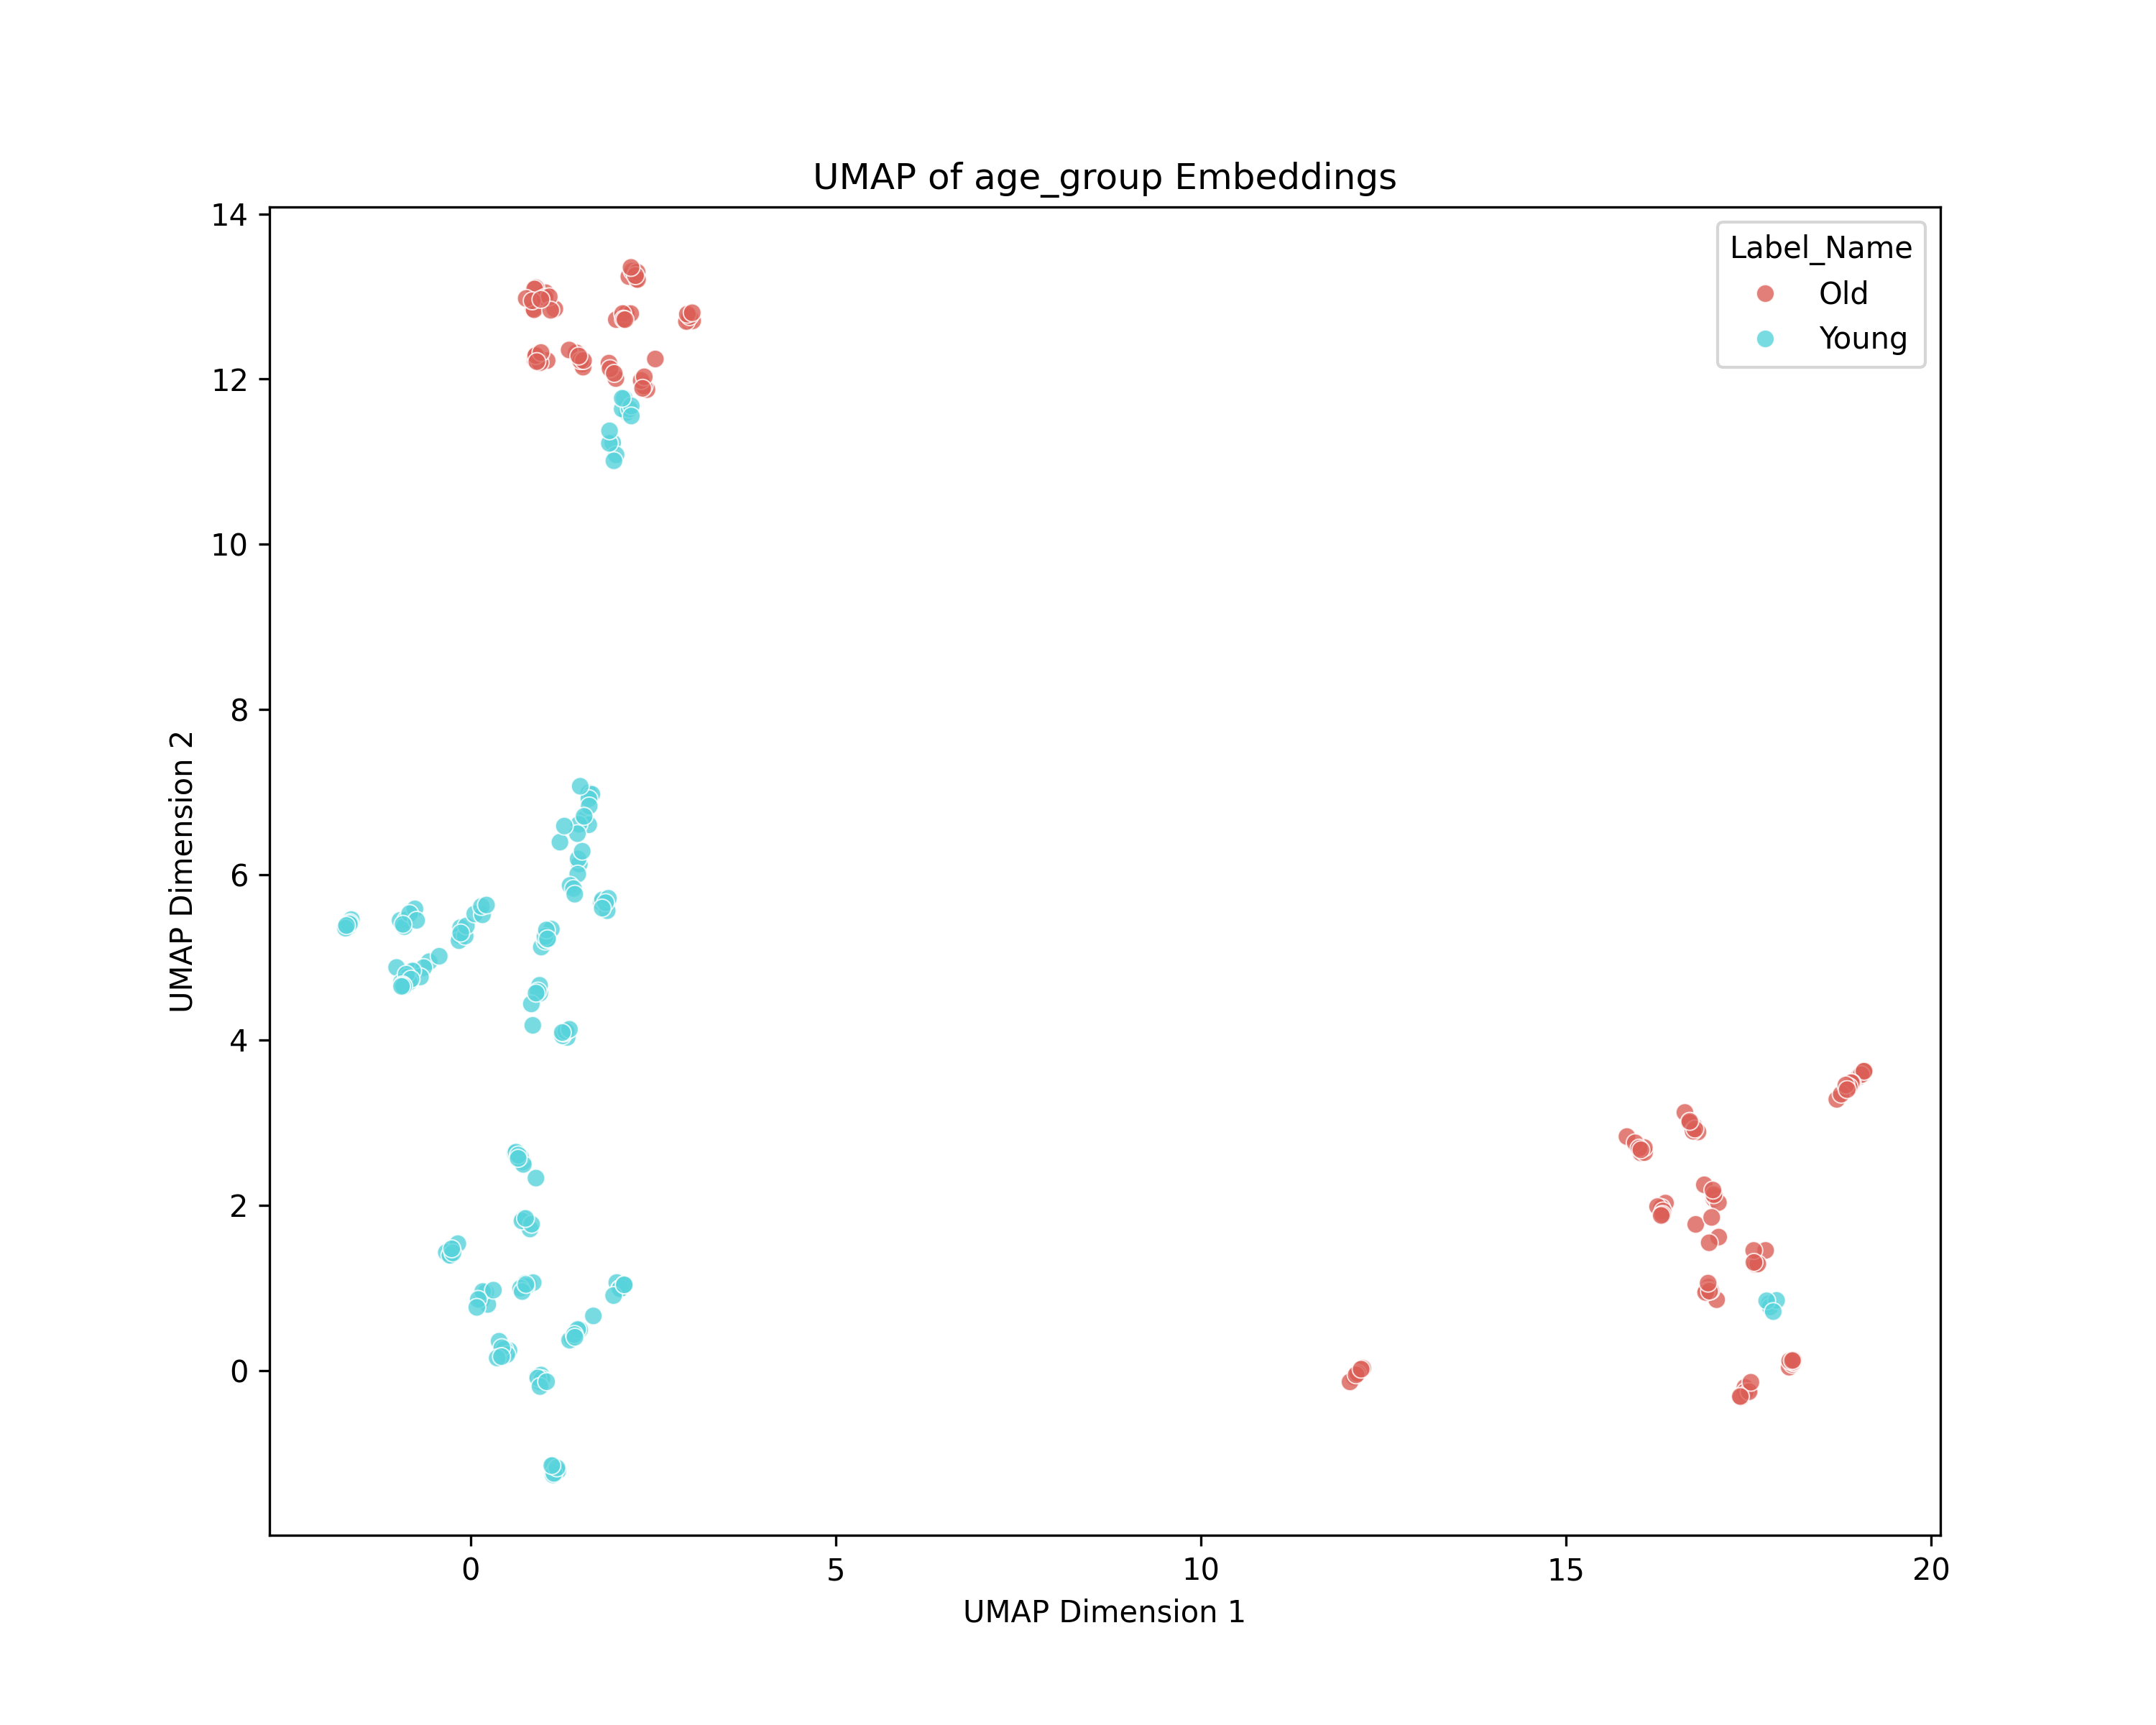 UMAP of age_group Embeddings
Label_Name
Old
Young
14
12
10
8
6
4
2
0
UMAP Dimension 2
0 5 10 15 20
UMAP Dimension 1